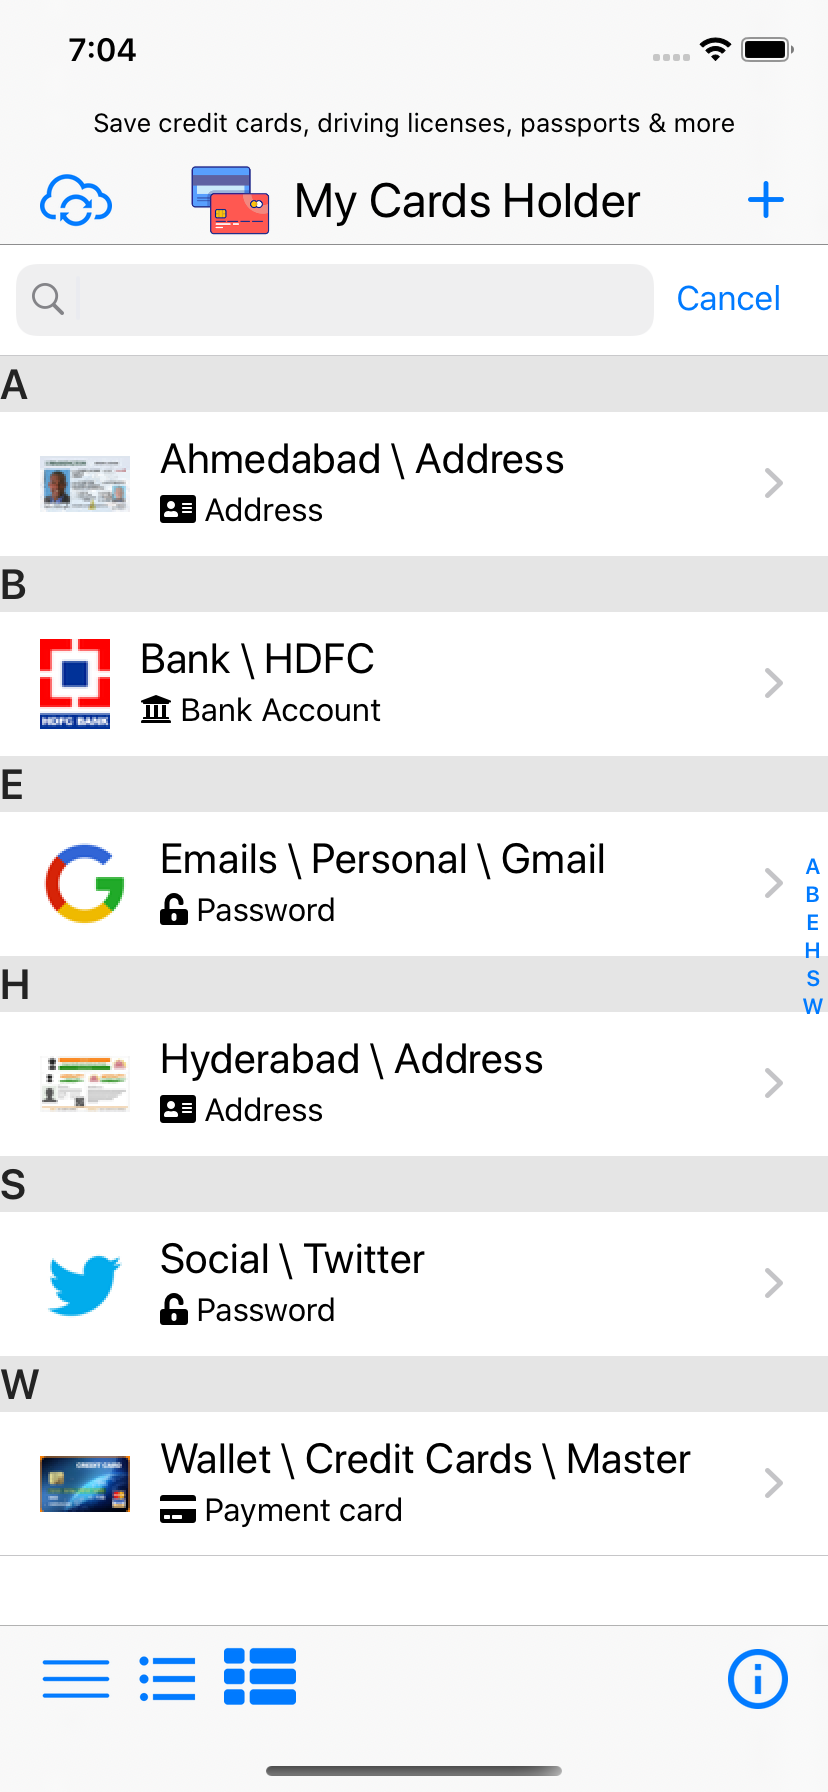 7:04
Save credit cards, driving licenses, passports & more
My Cards Holder
Cancel
A
Ahmedabad \ Address
Address
B
HDFC BANK
Bank \ HDFC
Bank Account
E
Emails \ Personal \ Gmail
Password
A
B
E
H
S
W
H
Hyderabad \ Address
Address
S
Social \ Twitter
Password
W
CREDIT CARD
Wallet \ Credit Cards \ Master
Payment card